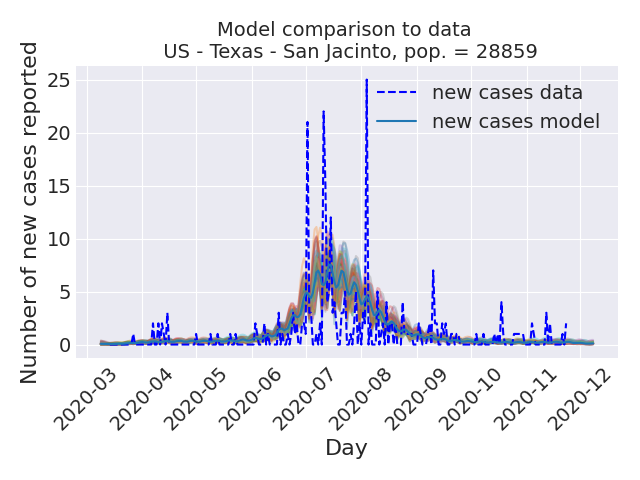 Model comparison to data
US - Texas - San Jacinto, pop. = 28859
Number of new cases reported
25
20
15
10
5
0
new cases data
new cases model
2020-03
2020-04
2020-05
2020-06
2020-07
2020-08
2020-09
2020-10
2020-11
2020-12
Day